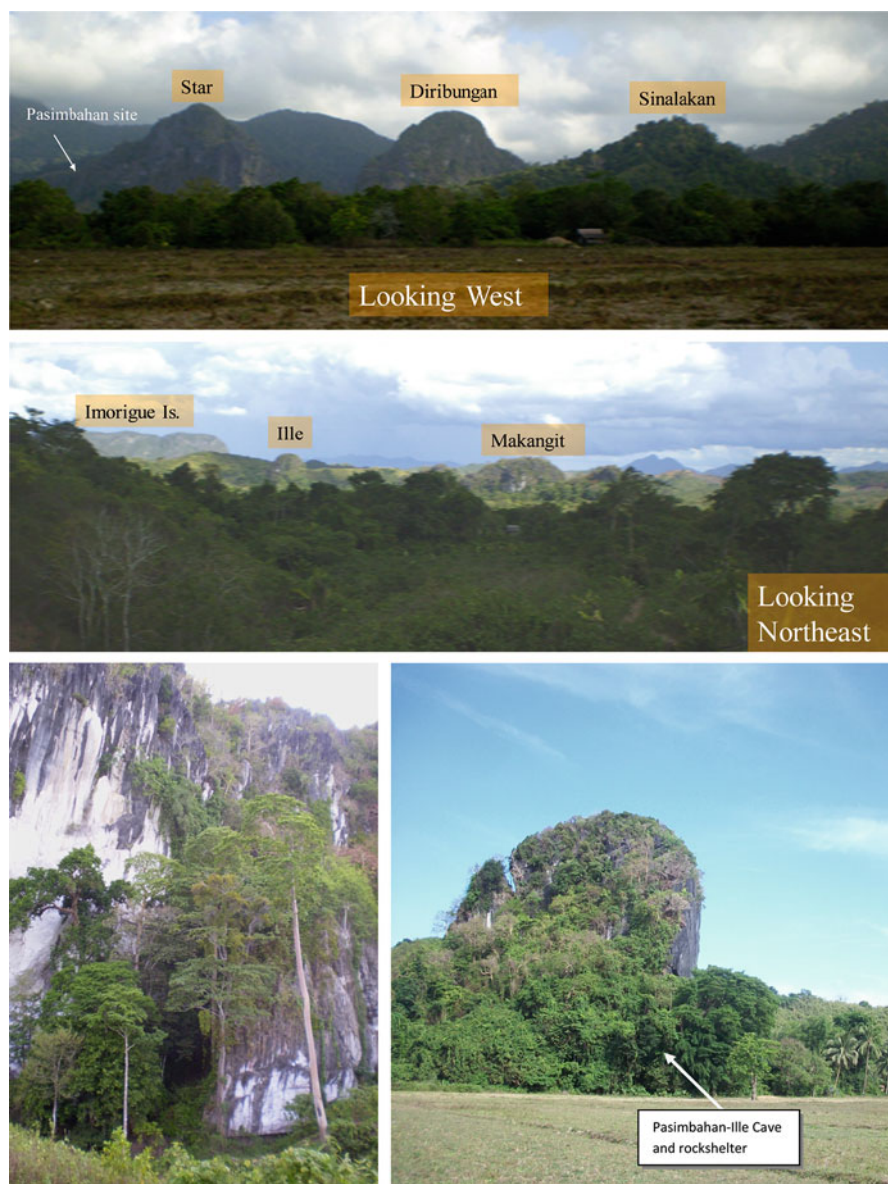 Star
Diribungan
Sinalakan
Pasimbahan site
Looking West
Imorigue Is.
Ille
Makangit
Looking
Northeast
Pasimbahan-Ille Cave
and rockshelter